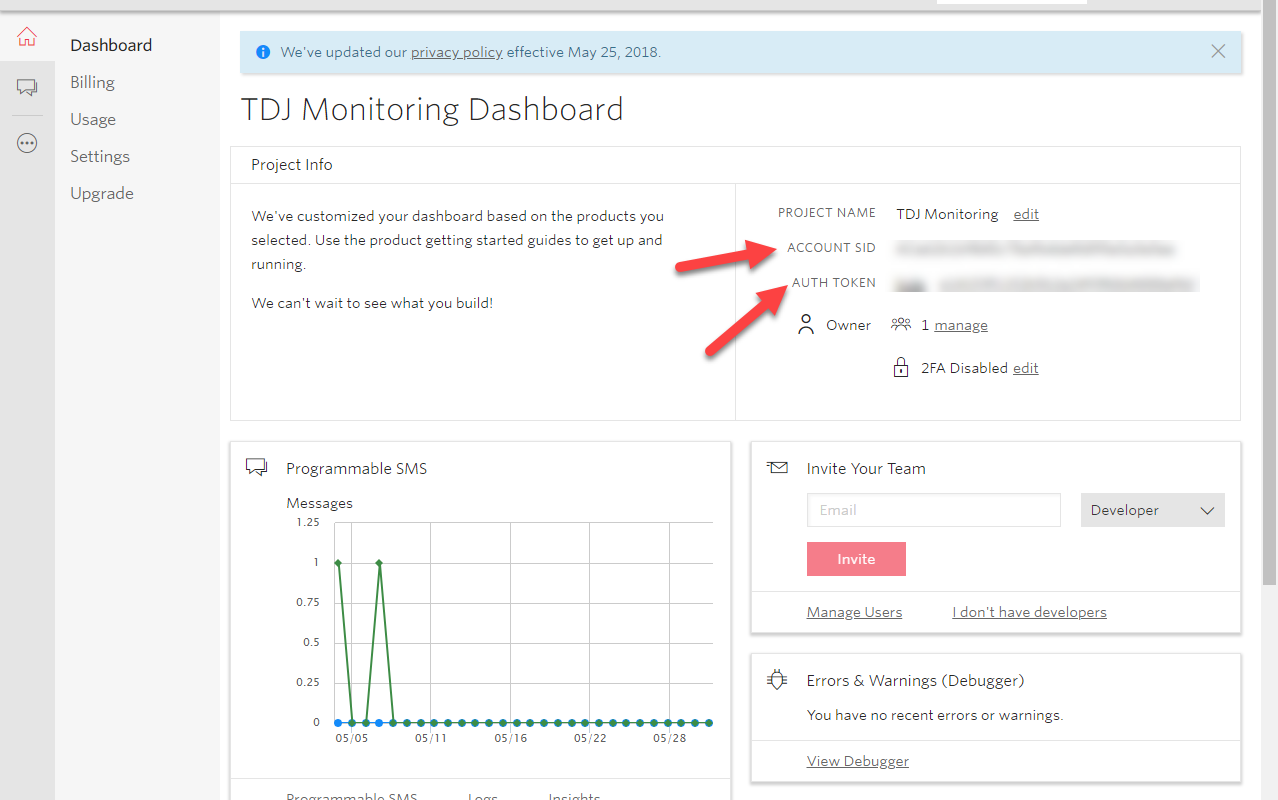 Dashboard
Billing
Usage
Settings
Upgrade
We've updated our privacy policy effective May 25, 2018.
TDJ Monitoring Dashboard
Project Info
We've customized your dashboard based on the products you
selected. Use the product getting started guides to get up and
running.
We can't wait to see what you build!
PROJECT NAME TDJ Monitoring edit
ACCOUNT SID
AUTH TOKEN
Owner 1 manage
2FA Disabled edit
Programmable SMS
Messages
1.25
1
0.75
0.5
0.25
0
05/05 05/11 05/16 05/22 05/28
Programmable SMS Logs Insights
Invite Your Team
Email Developer
Invite
Manage Users I don't have developers
Errors & Warnings (Debugger)
You have no recent errors or warnings.
View Debugger